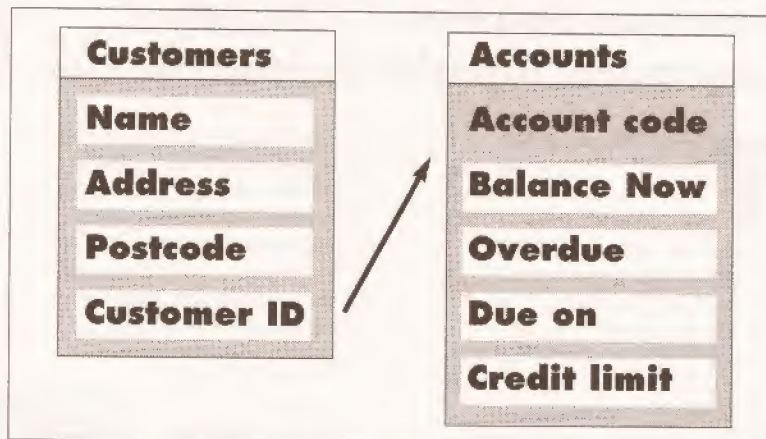 Customers
Name
Address
Postcode
Customer ID
Accounts
Account code
Balance Now
Overdue
Due on
Credit limit